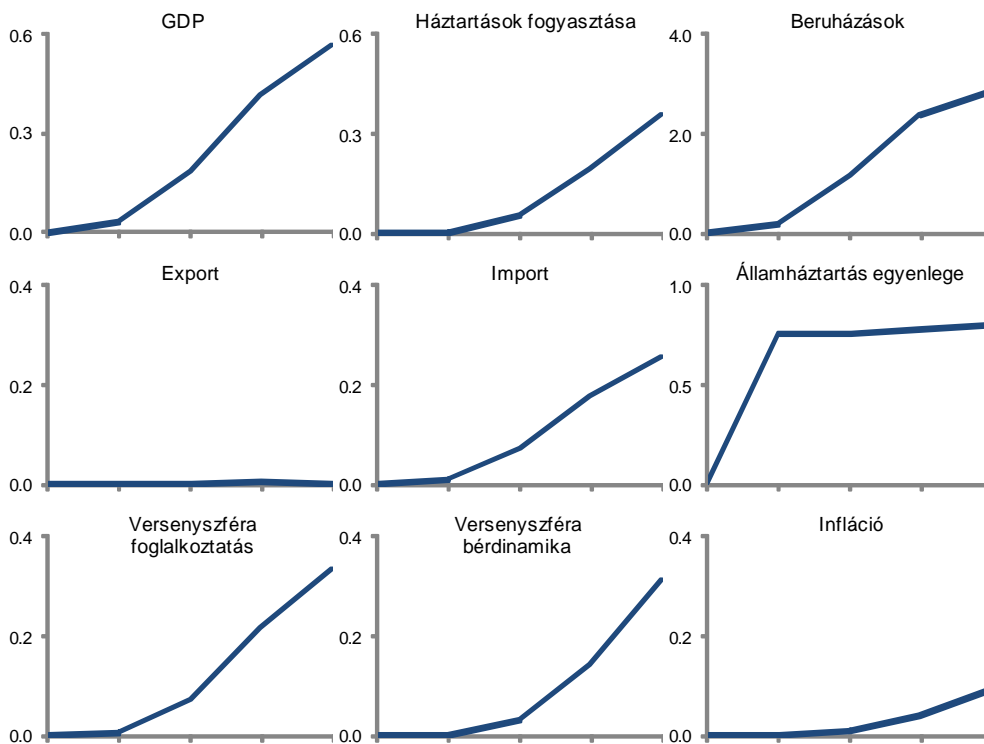 GDP
0.6
0.3
0.0
Háztartások fogyasztása
0.6
0.3
0.0
Beruházások
4.0
2.0
0.0
Export
0.4
0.2
0.0
Import
0.4
0.2
0.0
Államháztartás egyenlege
1.0
0.5
0.0
Versenyszféra
foglalkoztatás
0.4
0.2
0.0
Versenyszféra
bérdinamika
0.4
0.2
0.0
Infláció
0.4
0.2
0.0